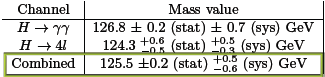 Channel Mass value
H → γγ 126.8 ± 0.2 (stat) ± 0.7 (sys) GeV
H → 4l 124.3 +0.6 −0.5 (stat) +0.5 −0.3 (sys) GeV
Combined 125.5 ±0.2 (stat) +0.5 −0.6 (sys) GeV